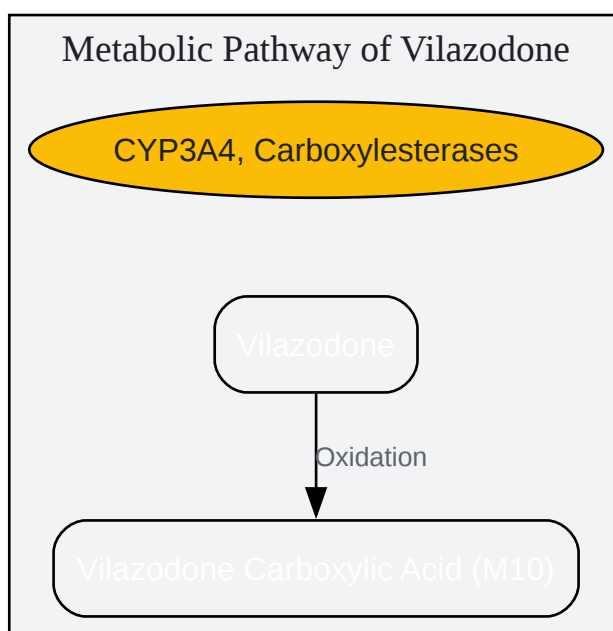 Metabolic Pathway of Vilazodone
CYP3A4, Carboxylesterases
Vilazodone
Oxidation
Vilazodone Carboxylic Acid (M10)